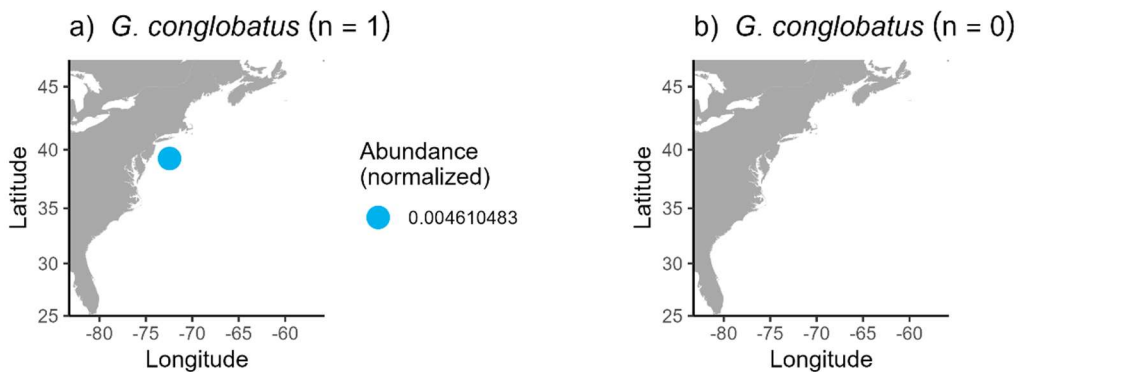 a) G. conglobatus (n = 1)
45
40
35
30
25
Latitude
-80 -75 -70 -65 -60
Longitude
Abundance
(normalized)
0.004610483
b) G. conglobatus (n = 0)
45
40
35
30
25
Latitude
-80 -75 -70 -65 -60
Longitude